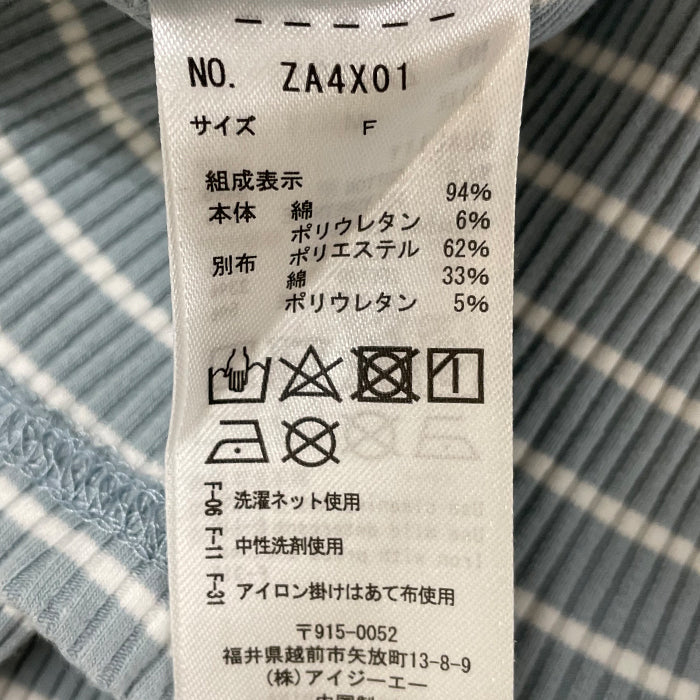 NO. ZA4X01
サイズ F
組成表示
本体 綿 94%
ポリウレタン 6%
別布 ポリエステル 62%
綿 33%
ポリウレタン 5%
F-06 洗濯ネット使用
F-11 中性洗剤使用
F-31 アイロン掛けはあて布使用
〒915-0052
福井県越前市矢放町13-8-9
(株)アイジーエー
中国製